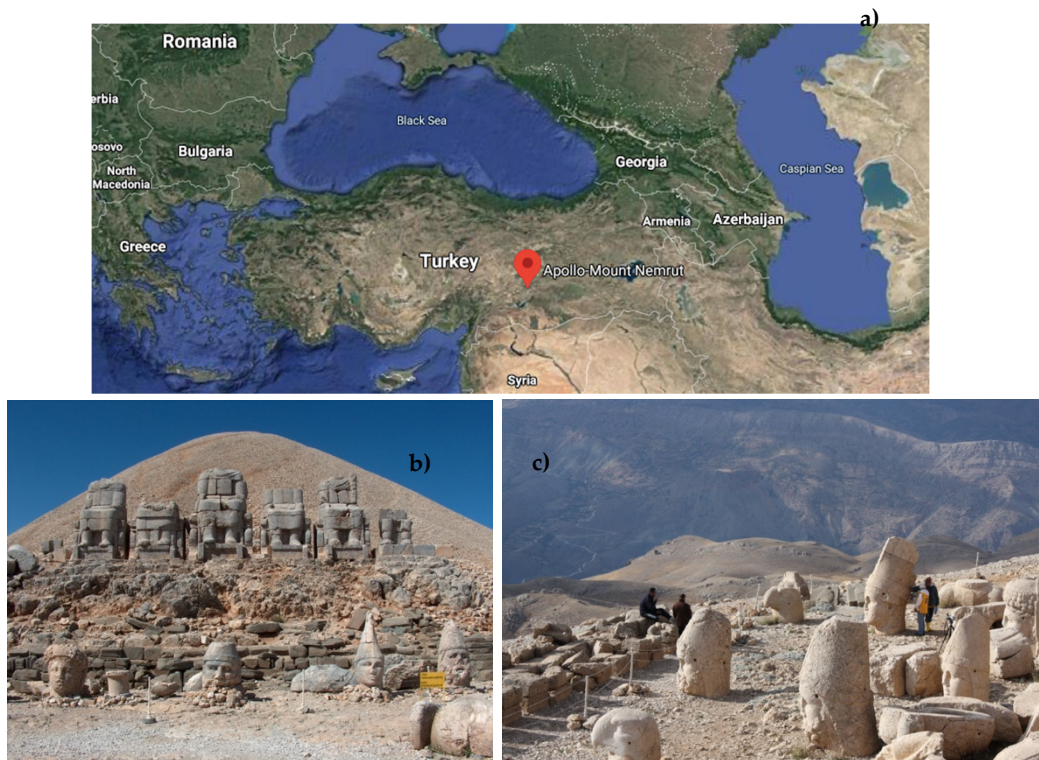 a)
Romania
erbia
Black Sea
osovo
Bulgaria
North
Macedonia
Georgia
Caspian Sea
Armenia
Azerbaijan
Greece
Turkey
Apollo-Mount Nemrut
Syria
b)
c)